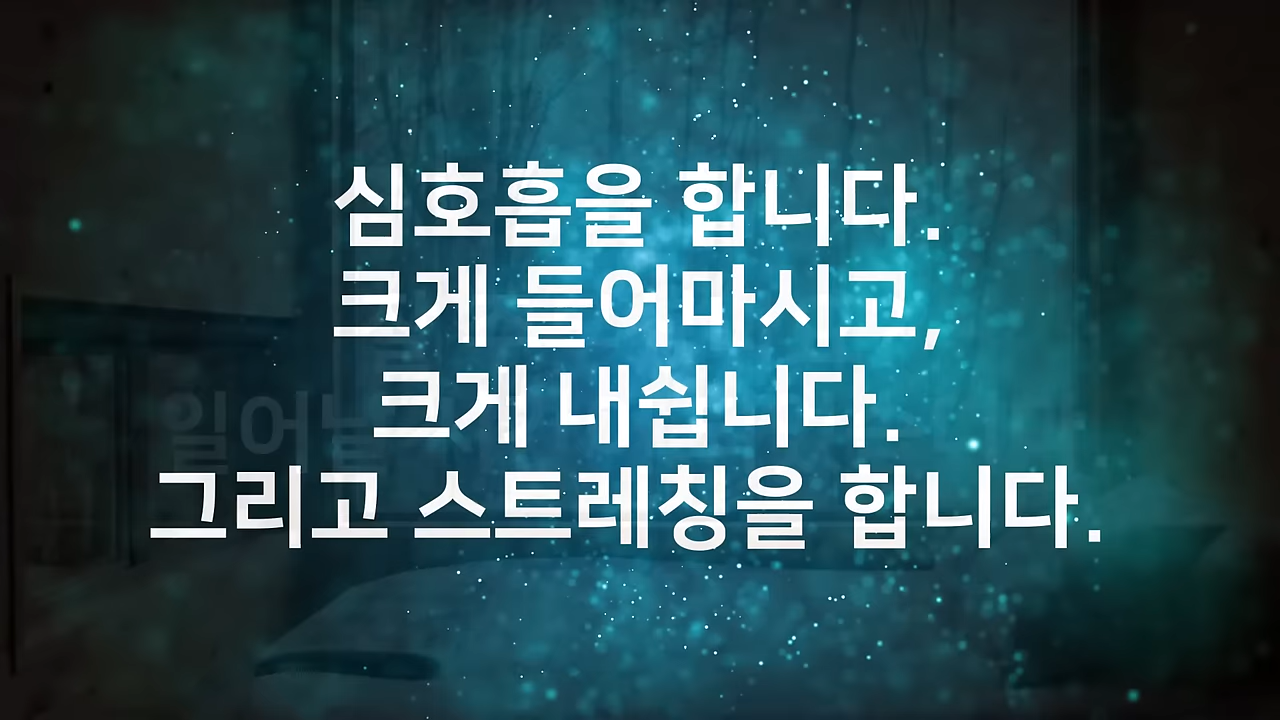 심호흡을 합니다.
크게 들어마시고,
크게 내쉽니다.
그리고 스트레칭을 합니다.